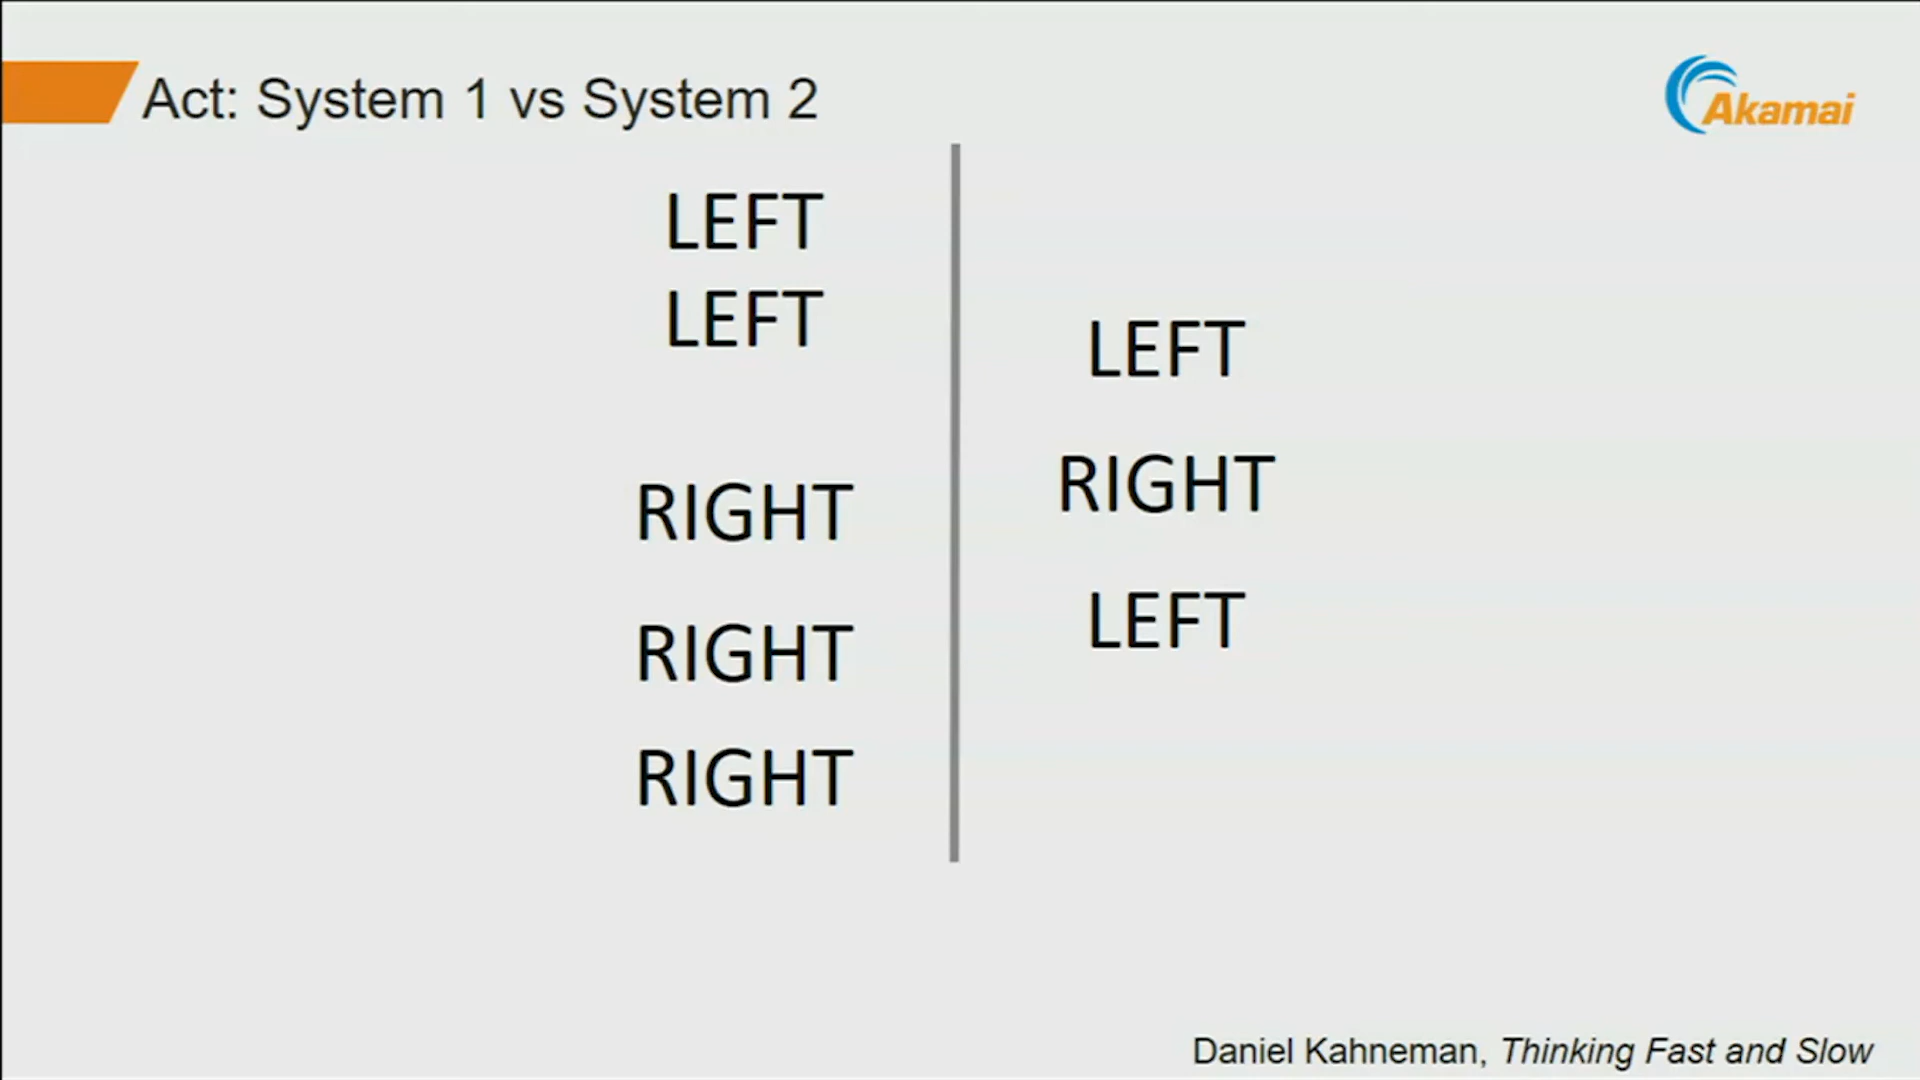 Act: System 1 vs System 2
Akamai
LEFT
LEFT
RIGHT
RIGHT
RIGHT
LEFT
RIGHT
LEFT
Daniel Kahneman, Thinking Fast and Slow